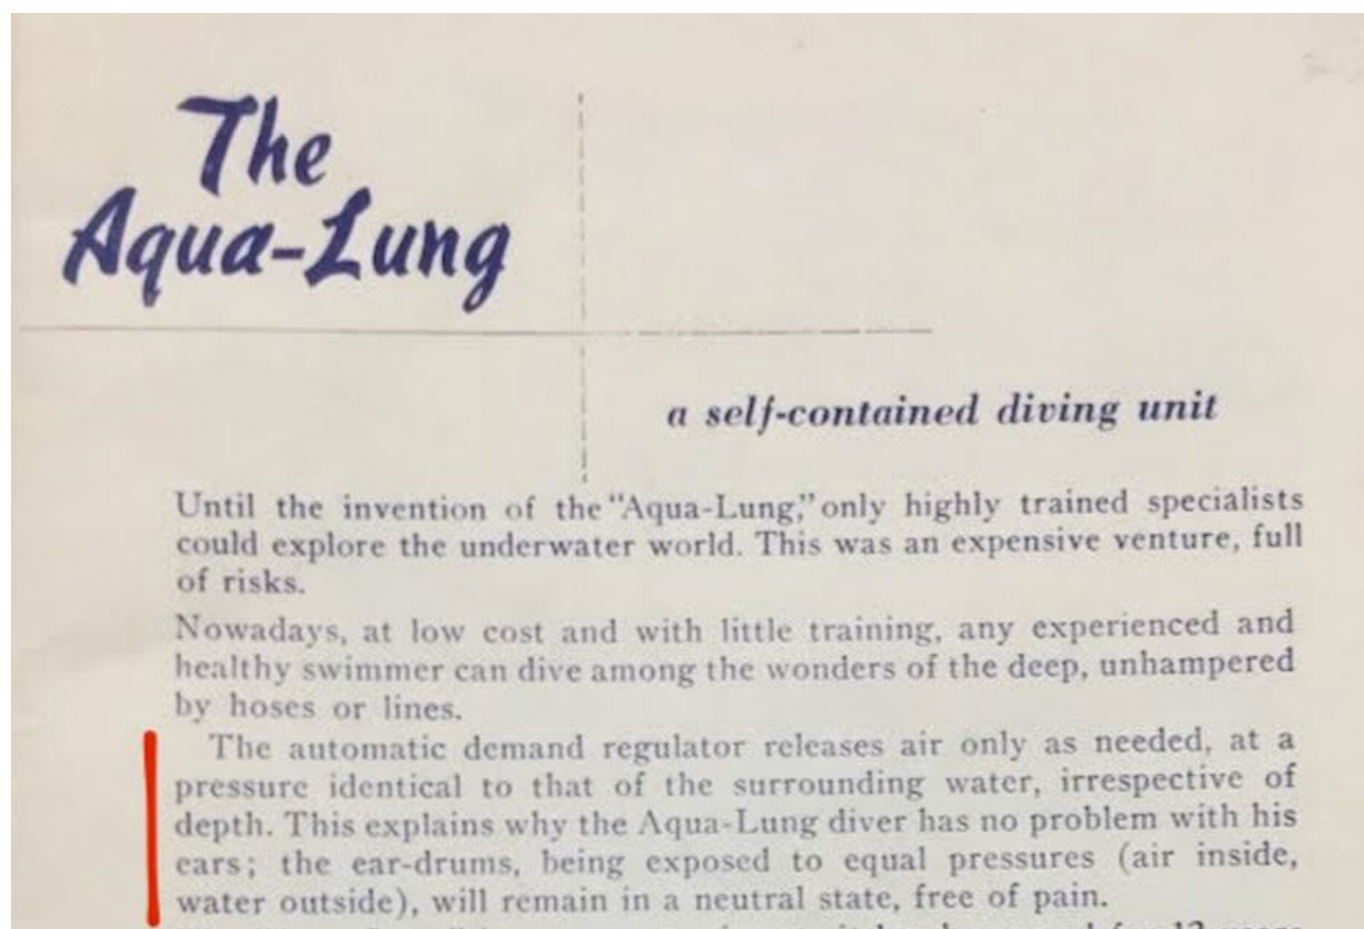 The
Aqua-Lung
a self-contained diving unit
Until the invention of the "Aqua-Lung," only highly trained specialists
could explore the underwater world. This was an expensive venture, full
of risks.
Nowadays, at low cost and with little training, any experienced and
healthy swimmer can dive among the wonders of the deep, unhampered
by hoses or lines.
The automatic demand regulator releases air only as needed, at a
pressure identical to that of the surrounding water, irrespective of
depth. This explains why the Aqua-Lung diver has no problem with his
ears; the ear-drums, being exposed to equal pressures (air inside,
water outside), will remain in a neutral state, free of pain.